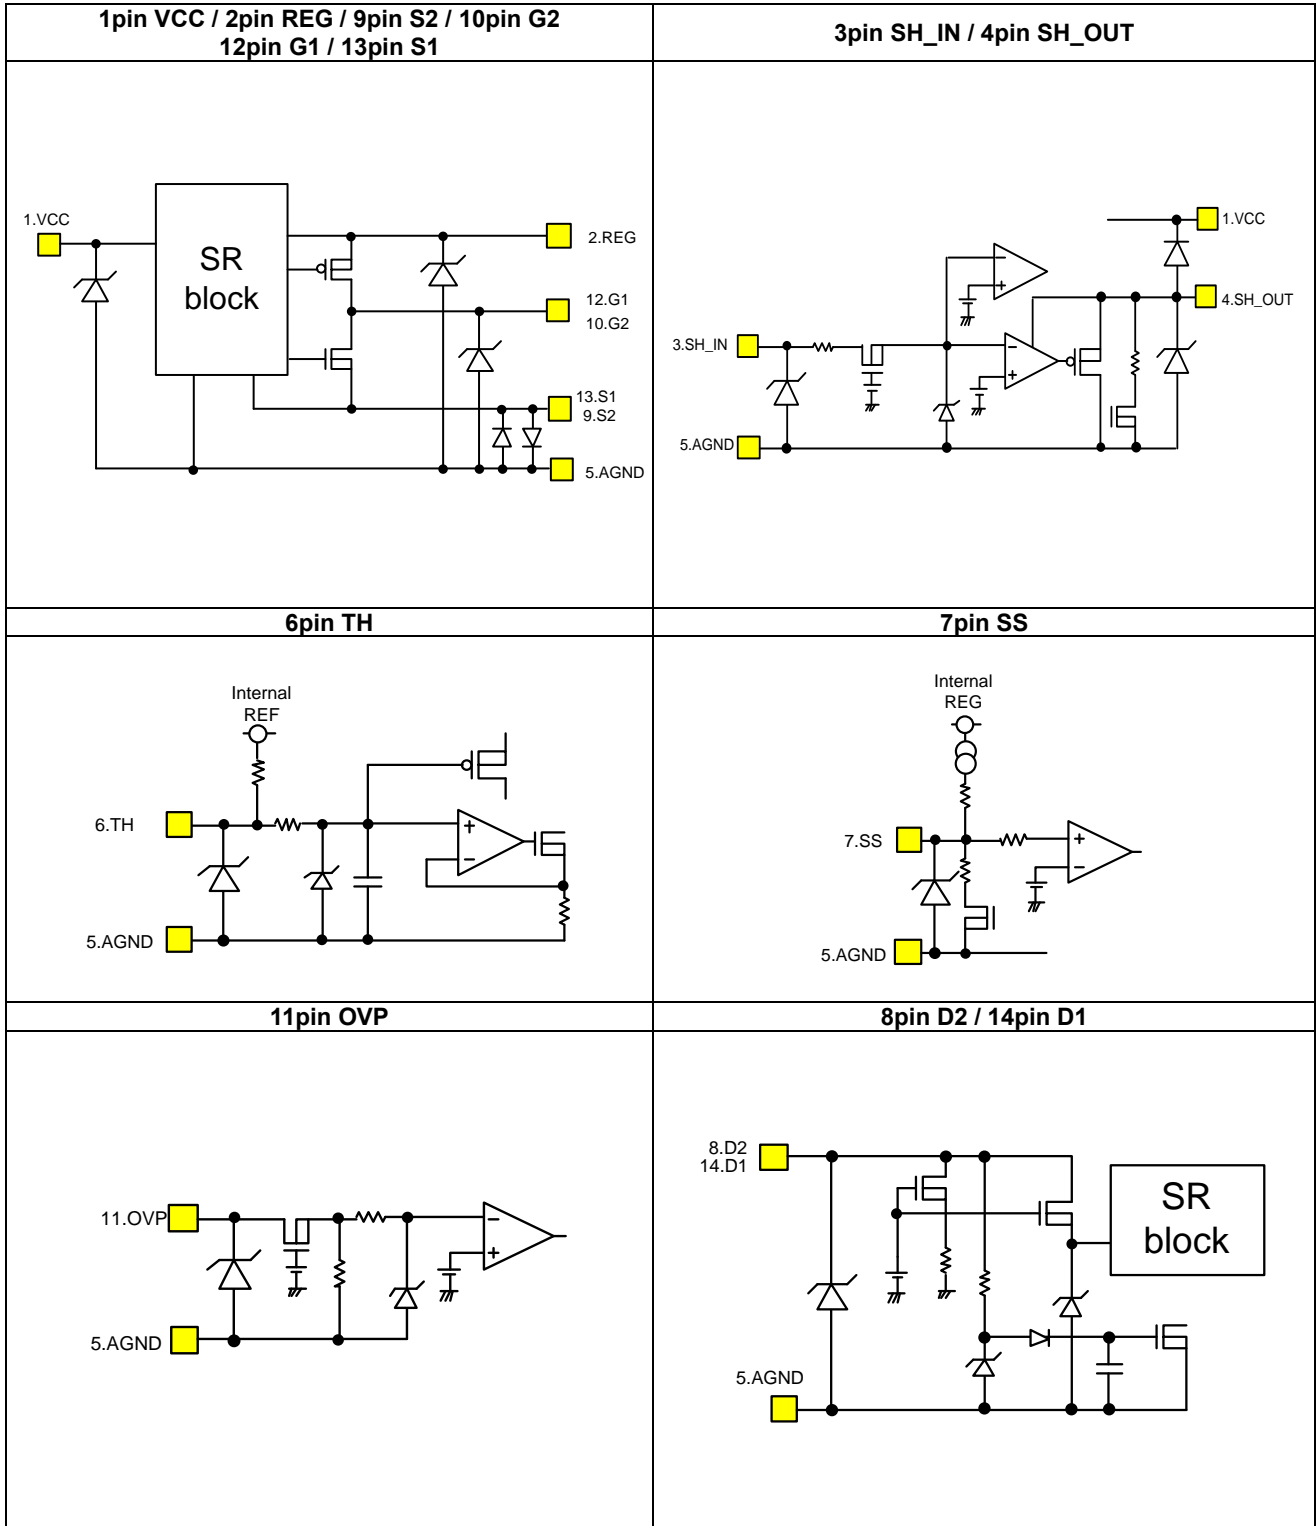 1pin VCC / 2pin REG / 9pin S2 / 10pin G2
12pin G1 / 13pin S1
3pin SH_IN / 4pin SH_OUT
1.VCC
SR
block
2.REG
12.G1
10.G2
13.S1
9.S2
5.AGND
1.VCC
4.SH_OUT
3.SH_IN
5.AGND
6pin TH
7pin SS
Internal
REF
6.TH
5.AGND
Internal
REG
7.SS
5.AGND
11pin OVP
8pin D2 / 14pin D1
11.OVP
5.AGND
8.D2
14.D1
SR
block
5.AGND